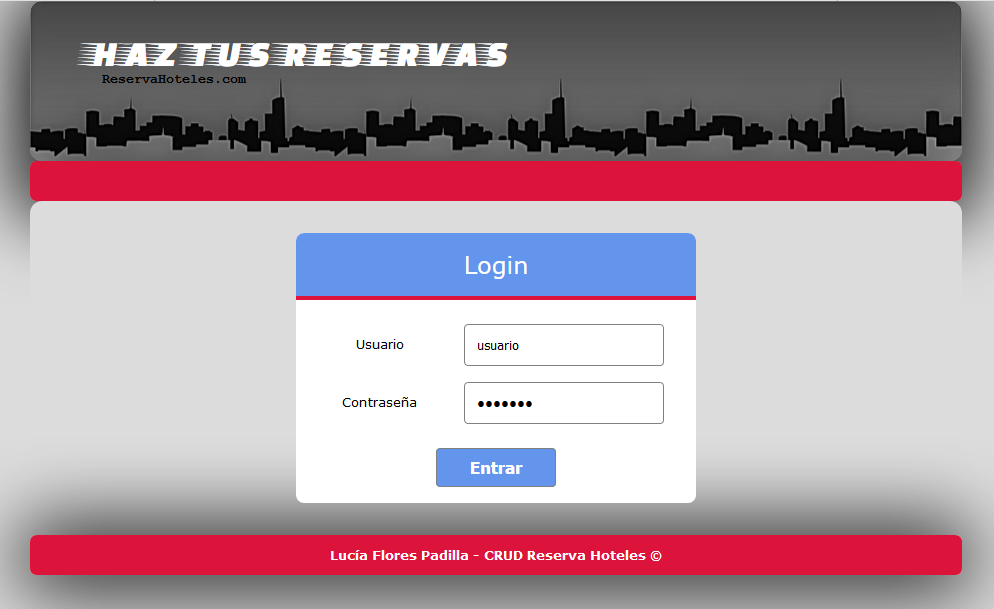 HAZ TUS RESERVAS
ReservaHoteles.com
Login
Usuario
usuario
Contraseña
•••••••
Entrar
Lucía Flores Padilla - CRUD Reserva Hoteles ©